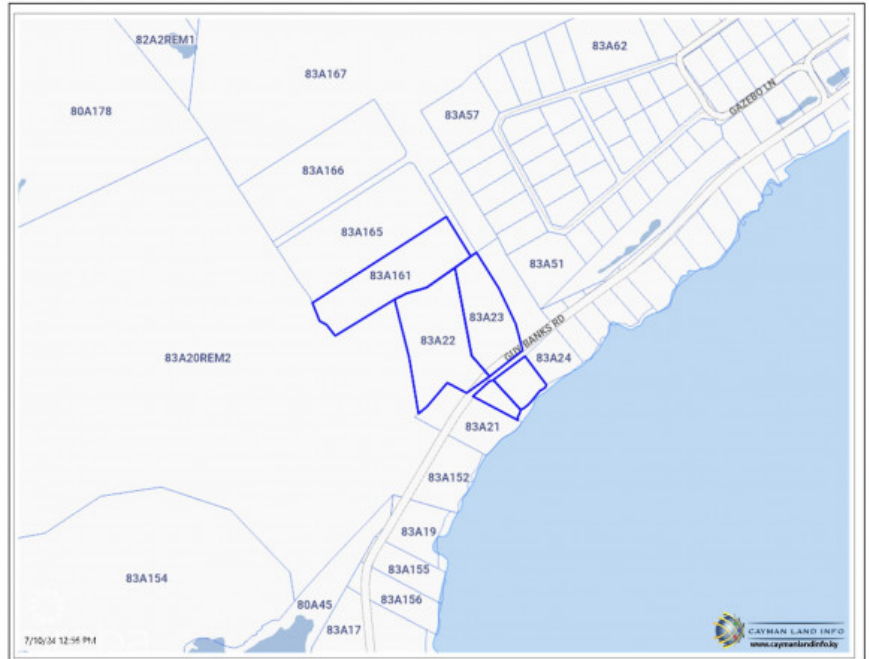 82A2REM1
83A62
83A167
80A178
83A57
GAZEBO LN
83A166
83A165
83A51
83A161
83A23
GUY BANKS RD
83A22
83A24
83A20REM2
83A21
83A152
83A19
83A155
83A154
83A156
80A45
83A17
7/10/24 12:56 PM
CAYMAN LAND INFO
www.caymanlandinfo.ky